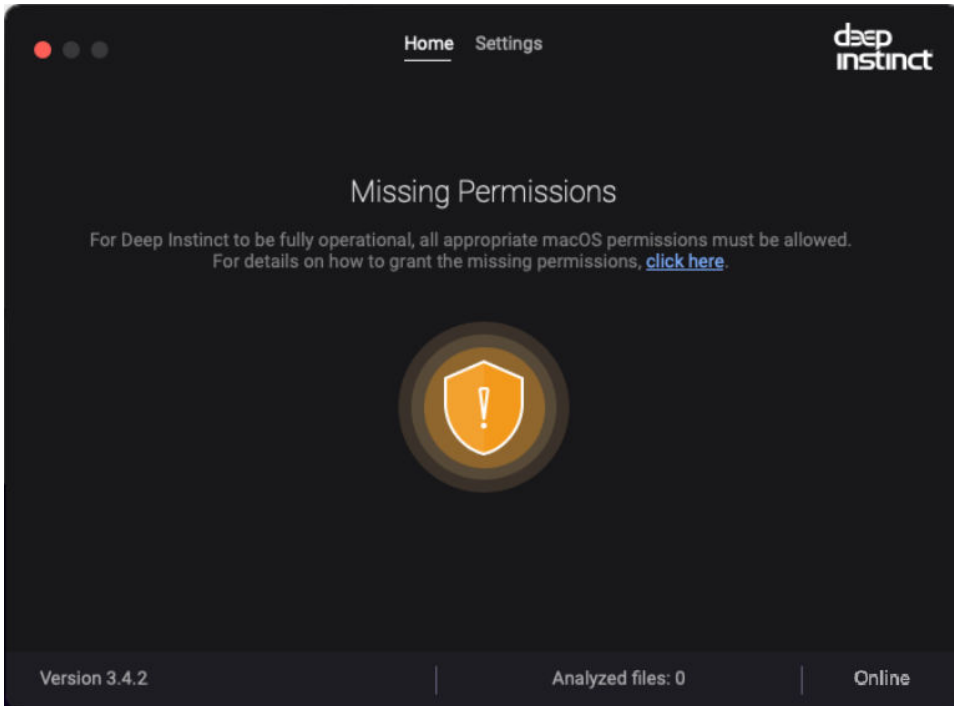 Home Settings
deep
instinct
Missing Permissions
For Deep Instinct to be fully operational, all appropriate macOS permissions must be allowed.
For details on how to grant the missing permissions, click here.
Version 3.4.2
Analyzed files: 0
Online